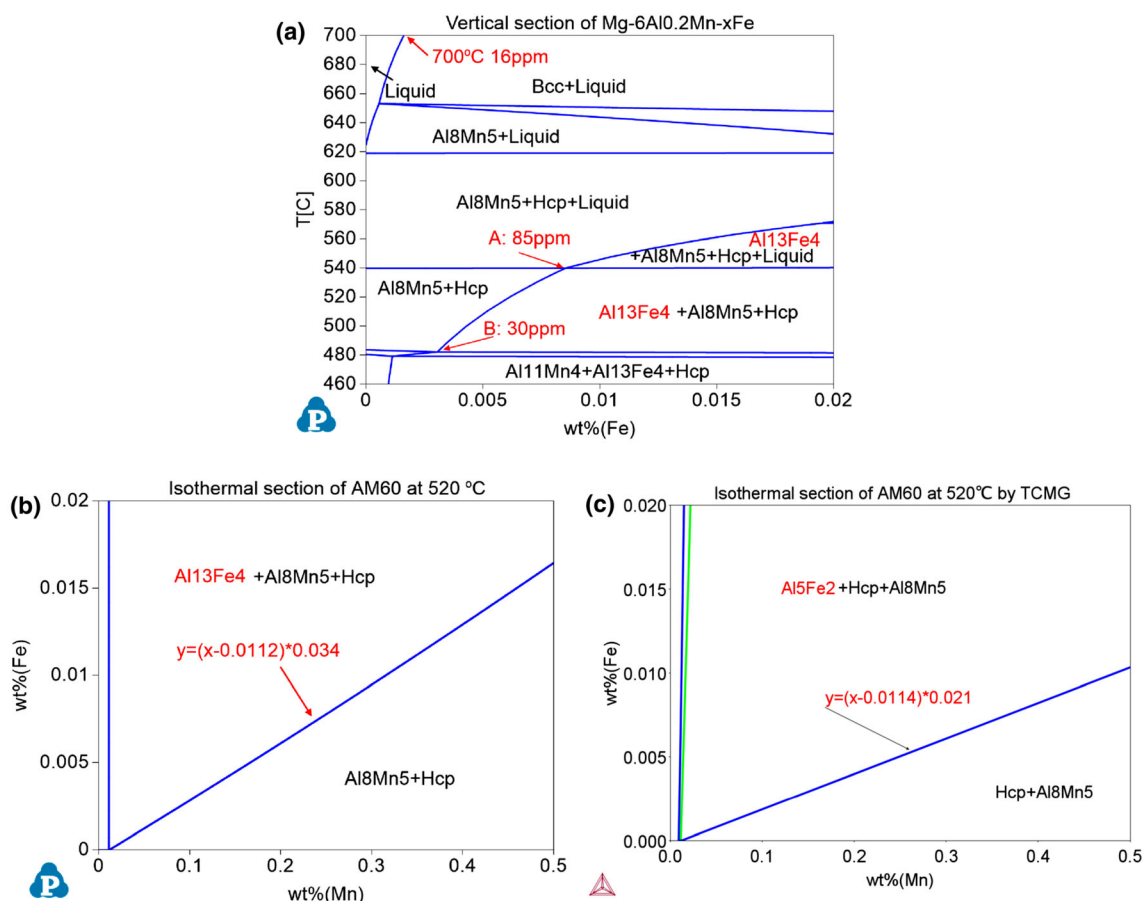 (a)
Vertical section of Mg-6Al0.2Mn-xFe
700
680
660
640
620
600
580
560
540
520
500
480
460
T[C]
700ºC 16ppm
Liquid
Bcc+Liquid
Al8Mn5+Liquid
Al8Mn5+Hcp+Liquid
A: 85ppm
Al13Fe4
+Al8Mn5+Hcp+Liquid
Al8Mn5+Hcp
Al13Fe4 +Al8Mn5+Hcp
B: 30ppm
Al11Mn4+Al13Fe4+Hcp
0 0.005 0.01 0.015 0.02
wt%(Fe)
P
(b)
Isothermal section of AM60 at 520 ºC
0.02
0.015
0.01
0.005
0
wt%(Fe)
Al13Fe4 +Al8Mn5+Hcp
y=(x-0.0112)*0.034
Al8Mn5+Hcp
0 0.1 0.2 0.3 0.4 0.5
wt%(Mn)
P
(c)
Isothermal section of AM60 at 520℃ by TCMG
0.020
0.015
0.010
0.005
0.000
wt%(Fe)
Al5Fe2+Hcp+Al8Mn5
y=(x-0.0114)*0.021
Hcp+Al8Mn5
0.0 0.1 0.2 0.3 0.4 0.5
wt%(Mn)